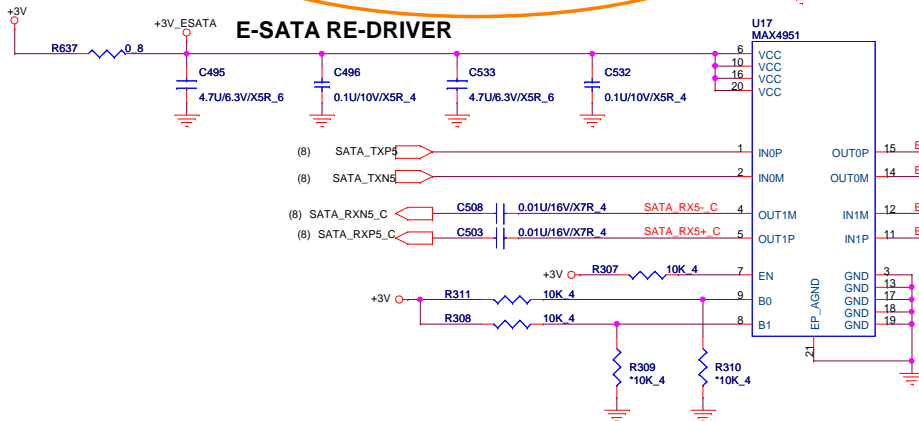 +3V
+3V_ESATA
E-SATA RE-DRIVER
R637 0_8
C495
4.7U/6.3V/X5R_6
C496
0.1U/10V/X5R_4
C533
4.7U/6.3V/X5R_6
C532
0.1U/10V/X5R_4
U17
MAX4951
6 VCC
10 VCC
16 VCC
20 VCC
(8) SATA_TXP5 1 IN0P OUT0P 15 E
(8) SATA_TXN5 2 IN0M OUT0M 14 E
(8) SATA_RXN5_C C508 0.01U/16V/X7R_4 SATA_RX5-_C 4 OUT1M IN1M 12 E
(8) SATA_RXP5_C C503 0.01U/16V/X7R_4 SATA_RX5+_C 5 OUT1P IN1P 11 E
+3V R307 10K_4 7 EN GND 3
GND 13
+3V R311 10K_4 9 B0 GND 17
GND 18
R308 10K_4 8 B1 GND 19
EP_AGND
21
R309
*10K_4
R310
*10K_4